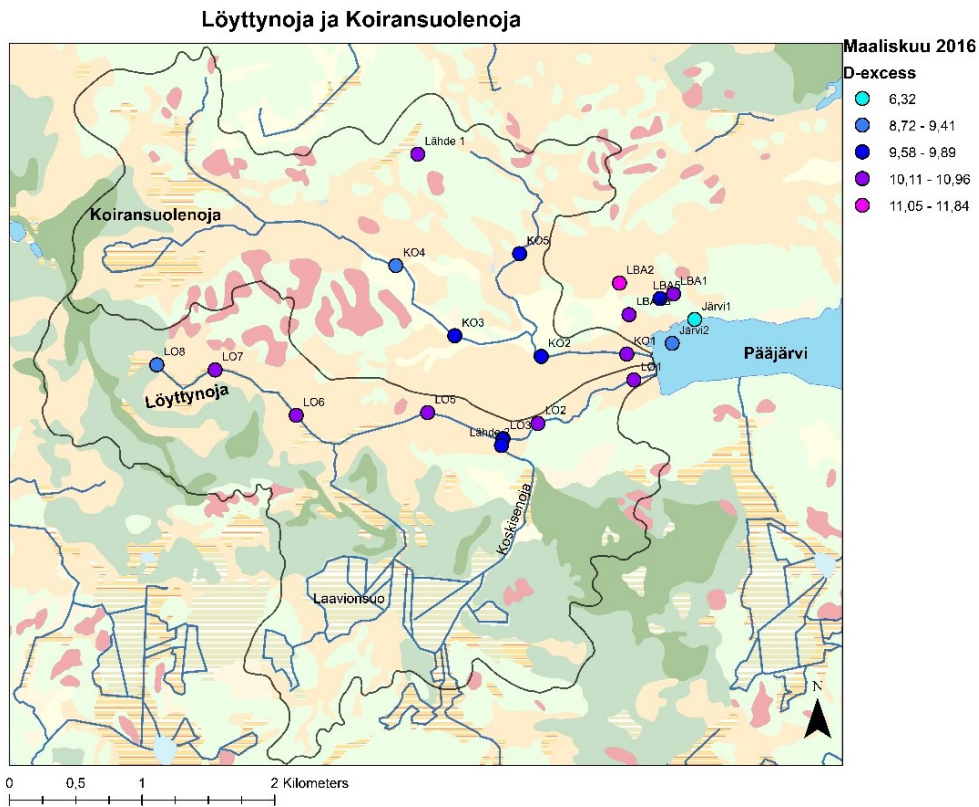 Löyttynoja ja Koiransuolenoja
Maaliskuu 2016
D-excess
6,32
8,72 - 9,41
9,58 - 9,89
10,11 - 10,96
11,05 - 11,84
Lähde 1
Koiransuolenoja
KO5
KO4
LBA2
LBA5
LBA1
Järvi1
KO3
Järvi2
KO1
KO2
Pääjärvi
LO8
LO7
LO1
Löyttynoja
LO6
LO5
LO2
LO3
Lähde 2
Koskisenoja
Laavionsuo
N
0 0,5 1 2 Kilometers